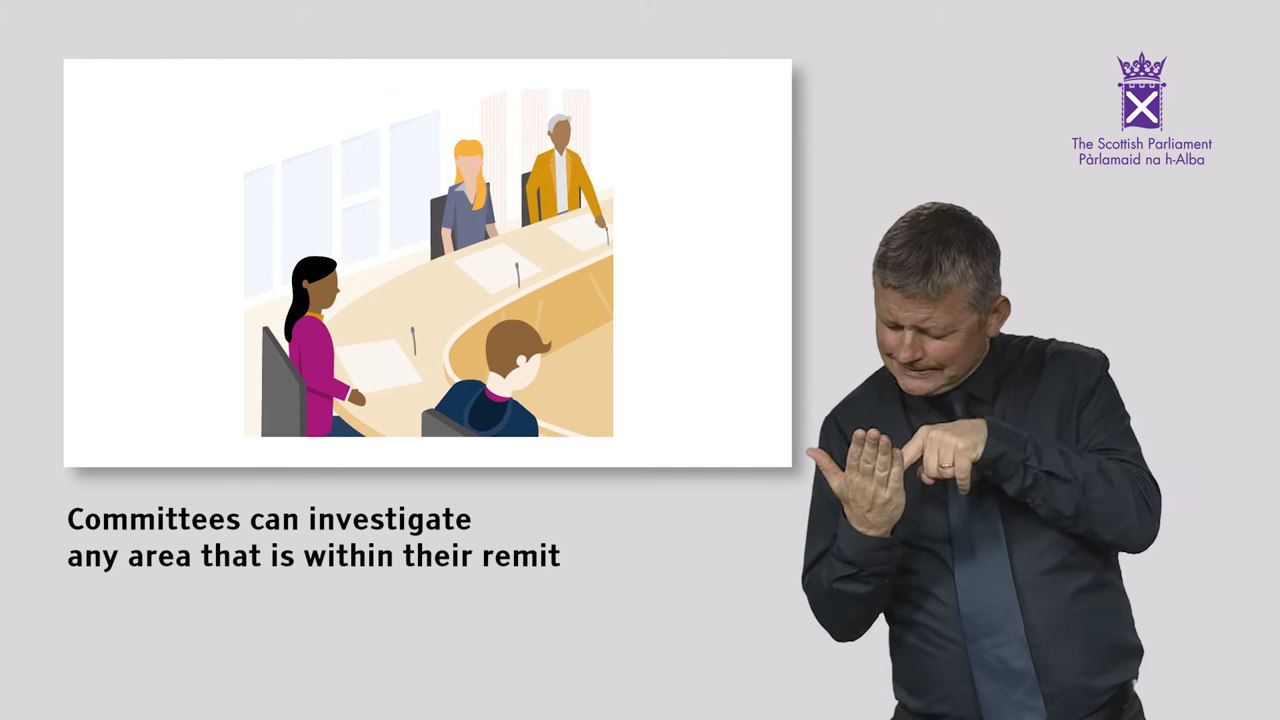 The Scottish Parliament
Pàrlamaid na h-Alba
Committees can investigate
any area that is within their remit